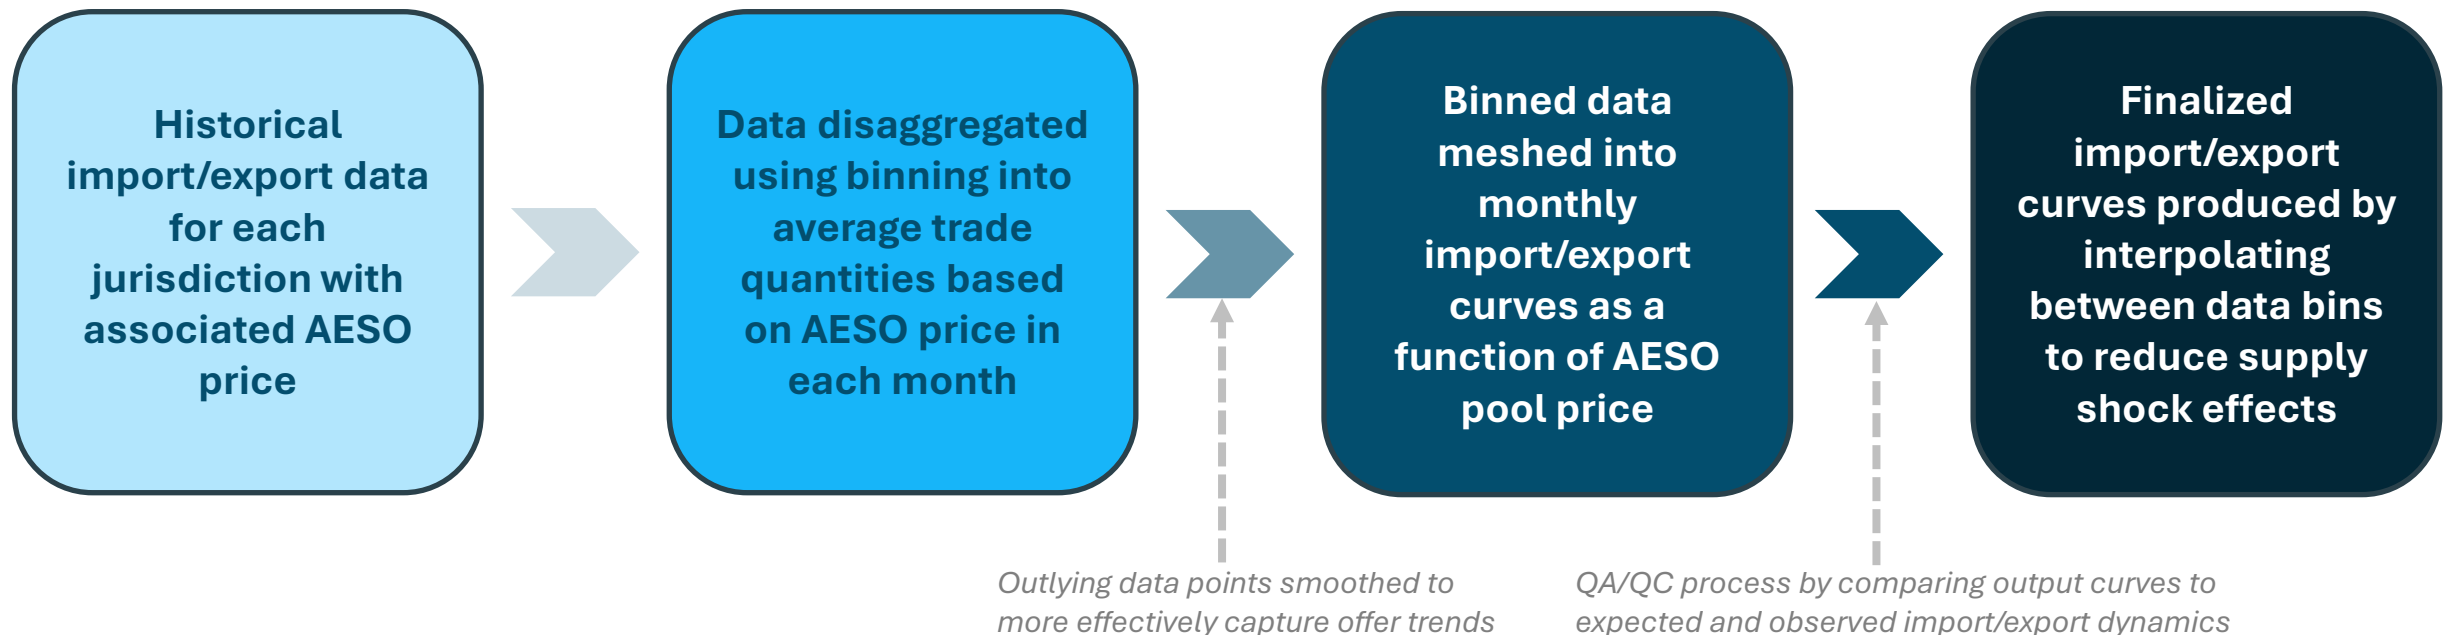 Historical
import/export data
for each
jurisdiction with
associated AESO
price
Data disaggregated
using binning into
average trade
quantities based
on AESO price in
each month
Binned data
meshed into
monthly
import/export
curves as a
function of AESO
pool price
Finalized
import/export
curves produced by
interpolating
between data bins
to reduce supply
shock effects
Outlying data points smoothed to
more effectively capture offer trends
QA/QC process by comparing output curves to
expected and observed import/export dynamics